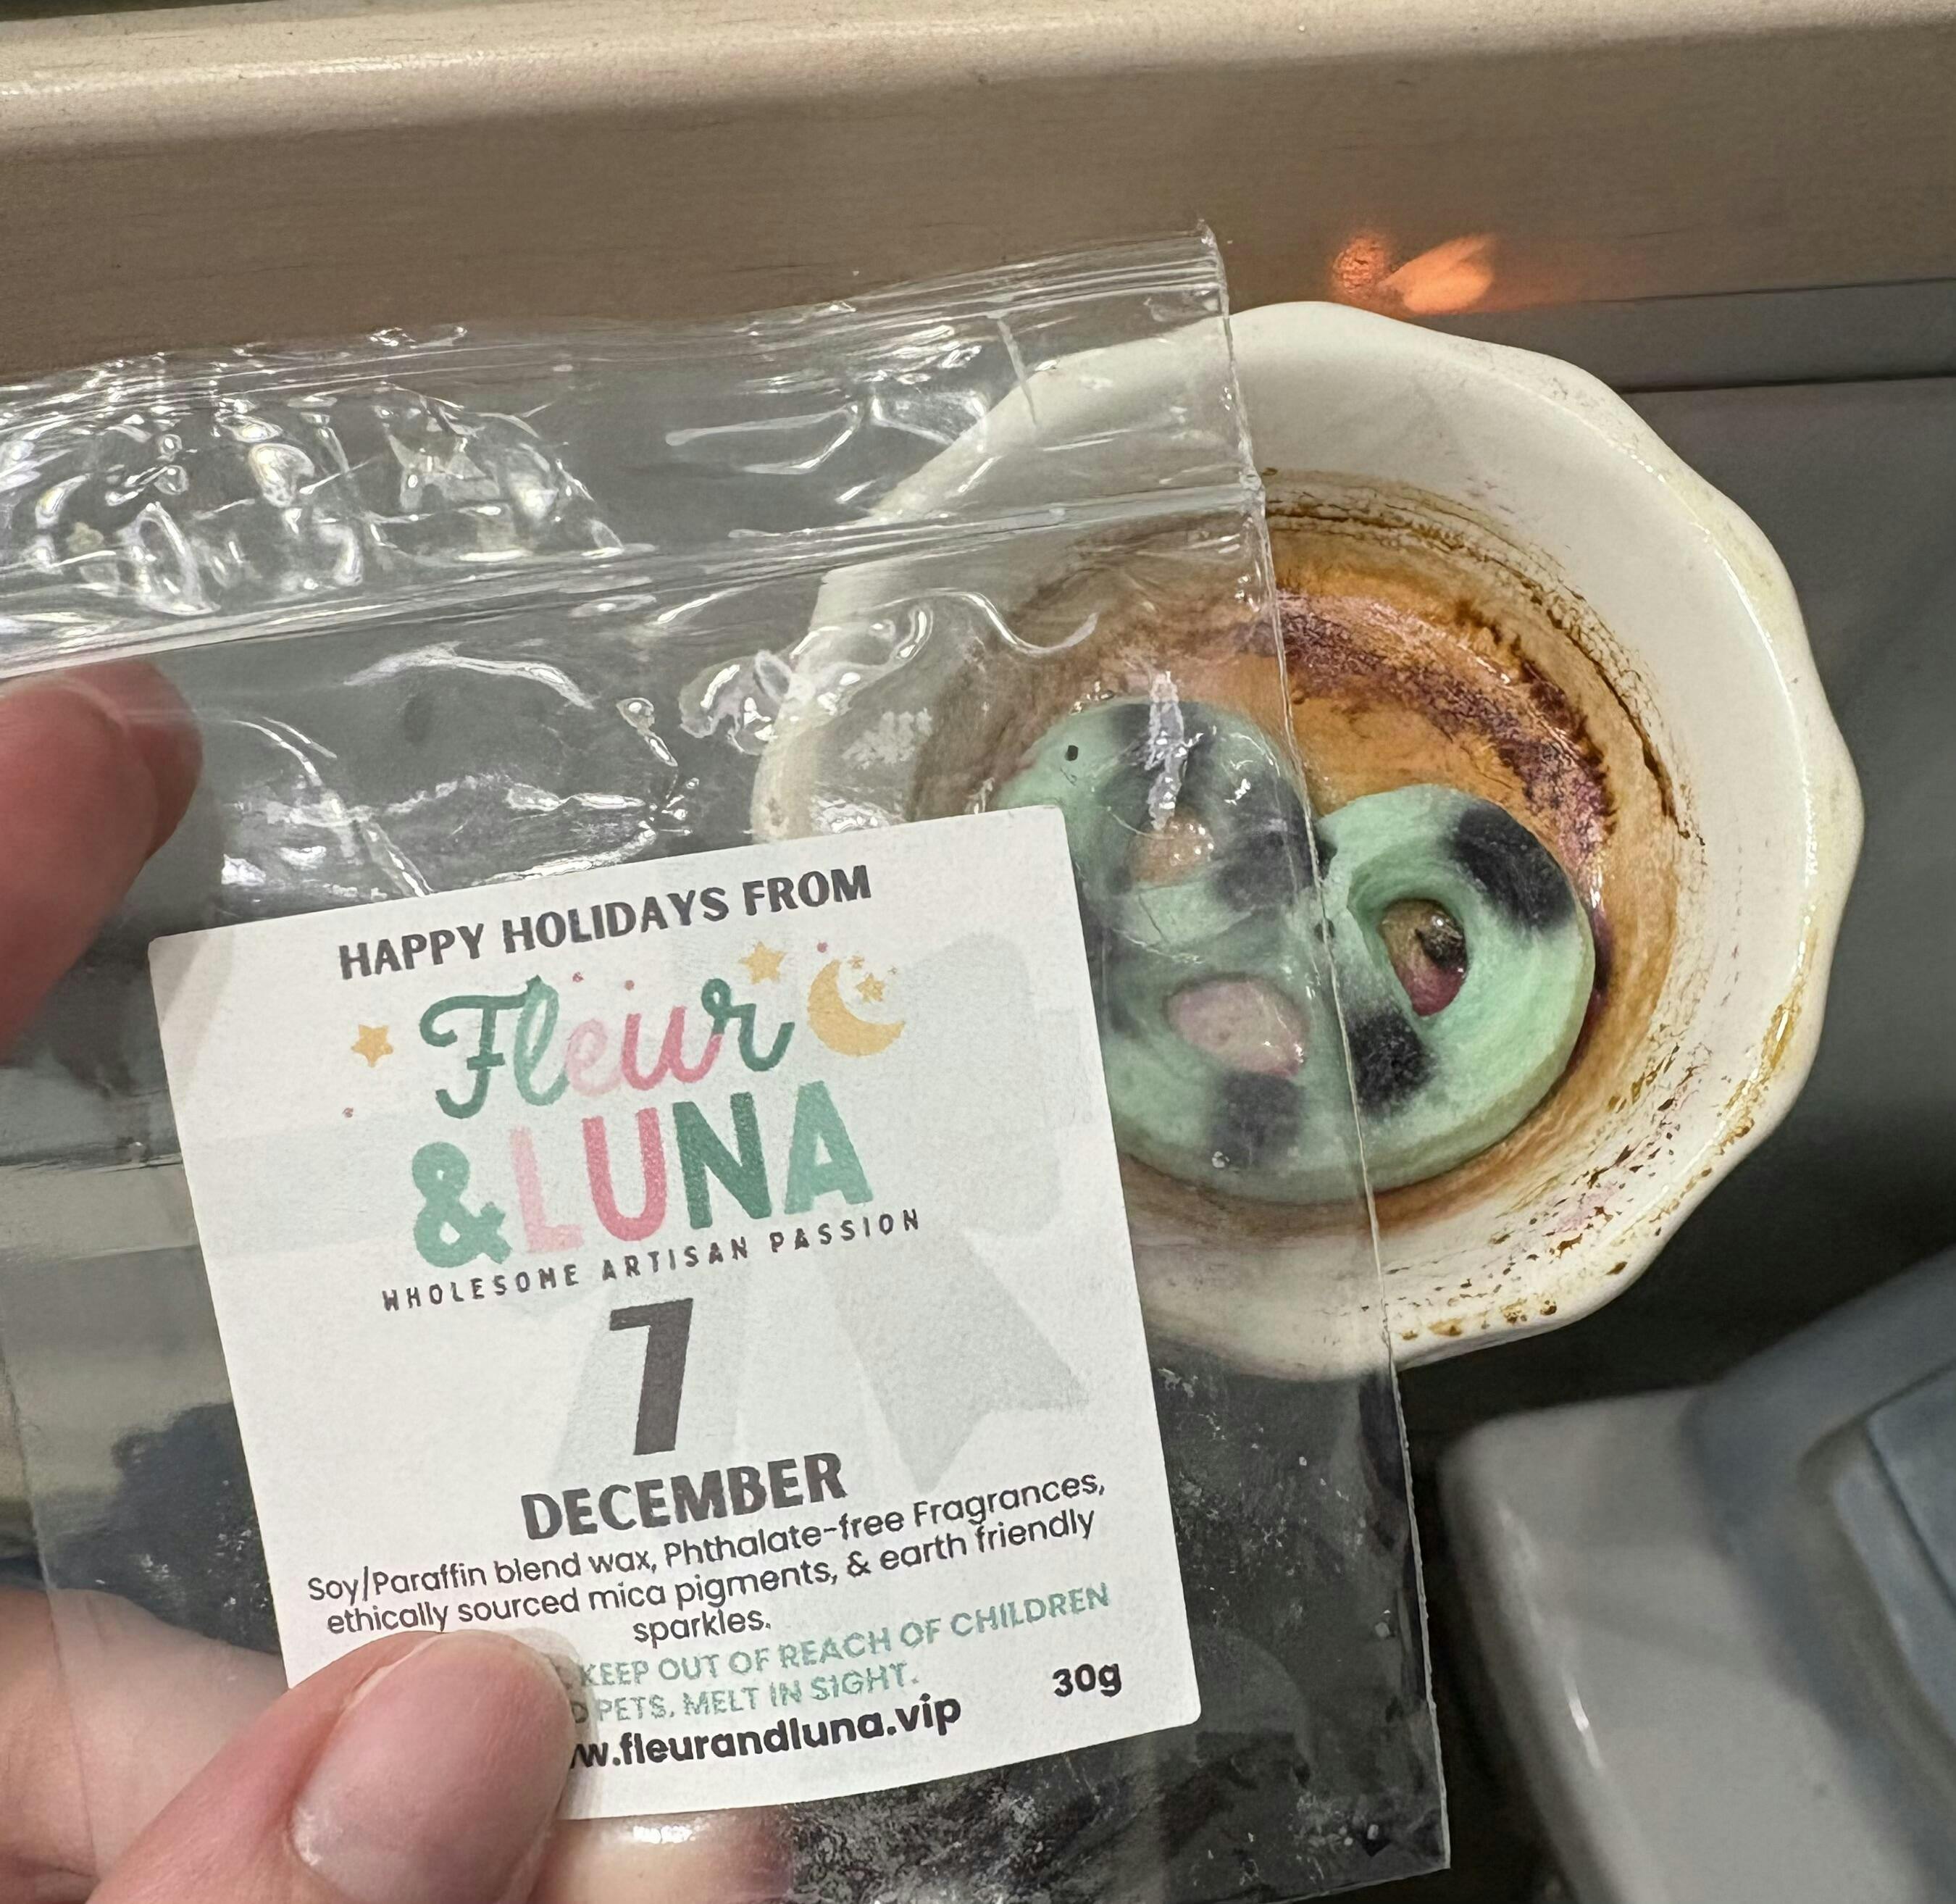 HAPPY HOLIDAYS FROM
Fleur
&LUNA
WHOLESOME ARTISAN PASSION
7
DECEMBER
Soy/Paraffin blend wax, Phthalate-free Fragrances,
ethically sourced mica pigments, & earth friendly
sparkles.
KEEP OUT OF REACH OF CHILDREN
PETS, MELT IN SIGHT.
30g
w.fleurandluna.vip